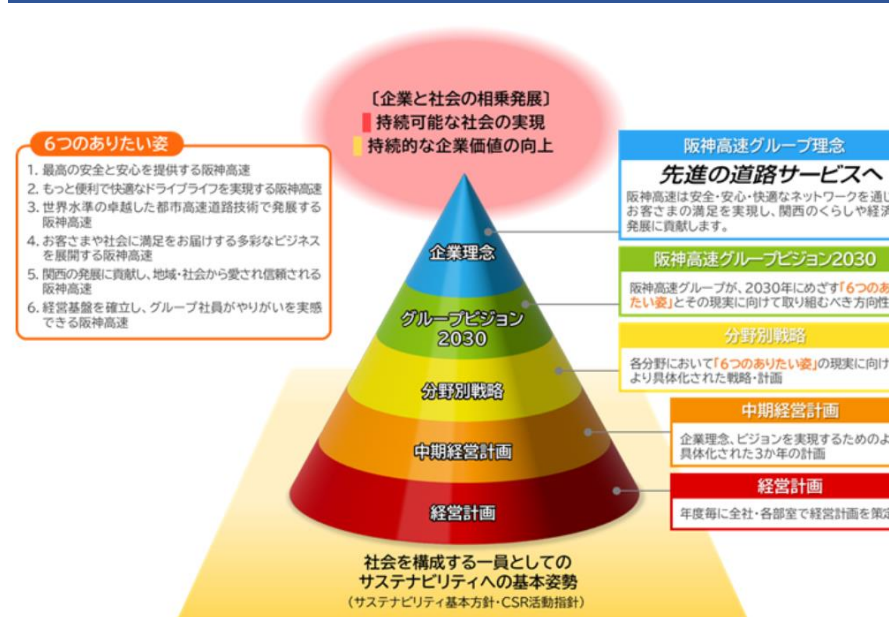 〔企業と社会の相乗発展〕
持続可能な社会の実現
持続的な企業価値の向上
6つのありたい姿
1. 最高の安全と安心を提供する阪神高速
2. もっと便利で快適なドライブライフを実現する阪神高速
3. 世界水準の卓越した都市高速道路技術で発展する
阪神高速
4. お客さまや社会に満足をお届けする多彩なビジネス
を展開する阪神高速
5. 関西の発展に貢献し、地域・社会から愛され信頼される
阪神高速
6. 経営基盤を確立し、グループ社員がやりがいを実感
できる阪神高速
企業理念
グループビジョン
2030
分野別戦略
中期経営計画
経営計画
阪神高速グループ理念
先進の道路サービスへ
阪神高速は安全・安心・快適なネットワークを通じ
お客さまの満足を実現し、関西のくらしや経済
発展に貢献します。
阪神高速グループビジョン2030
阪神高速グループが、2030年にめざす「6つのあ
たい姿」とその現実に向けて取り組むべき方向性
分野別戦略
各分野において「6つのありたい姿」の現実に向け
より具体化された戦略・計画
中期経営計画
企業理念、ビジョンを実現するためのよ
具体化された3か年の計画
経営計画
年度毎に全社・各部室で経営計画を策定
社会を構成する一員としての
サステナビリティへの基本姿勢
（サステナビリティ基本方針・CSR活動指針）